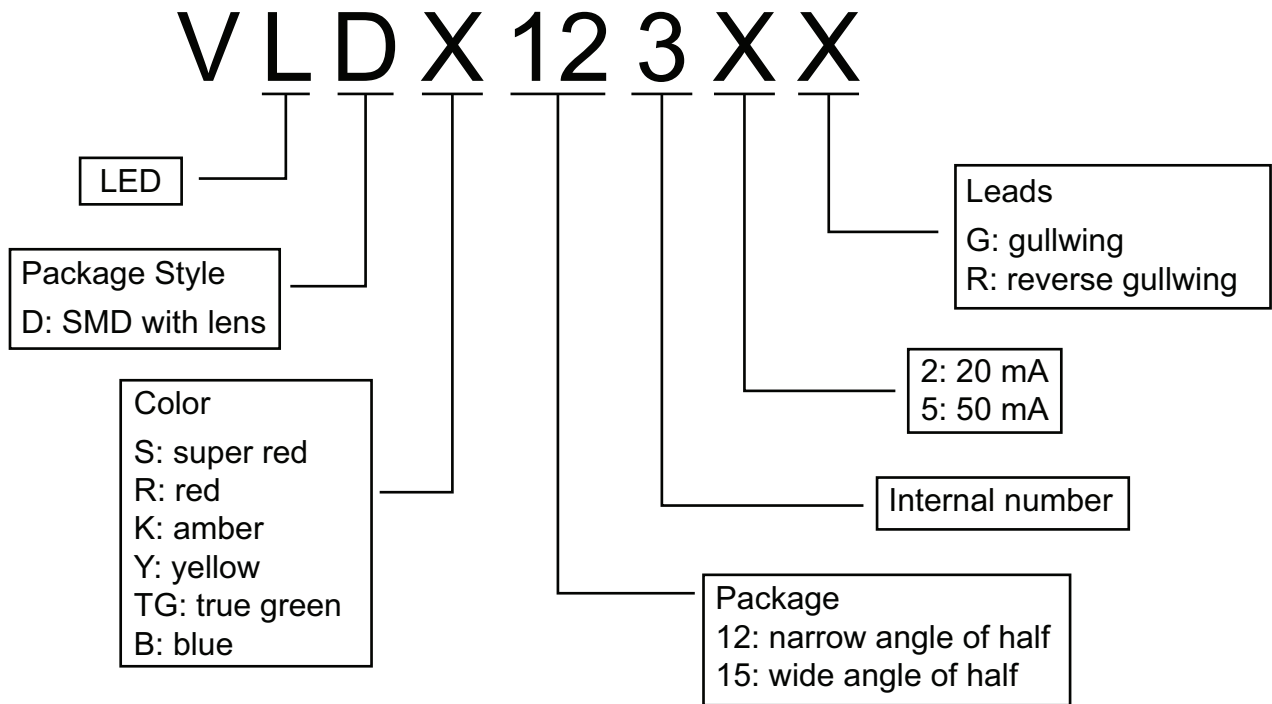 V L D X 12 3 X X
LED
Package Style
D: SMD with lens
Color
S: super red
R: red
K: amber
Y: yellow
TG: true green
B: blue
Leads
G: gullwing
R: reverse gullwing
2: 20 mA
5: 50 mA
Internal number
Package
12: narrow angle of half
15: wide angle of half